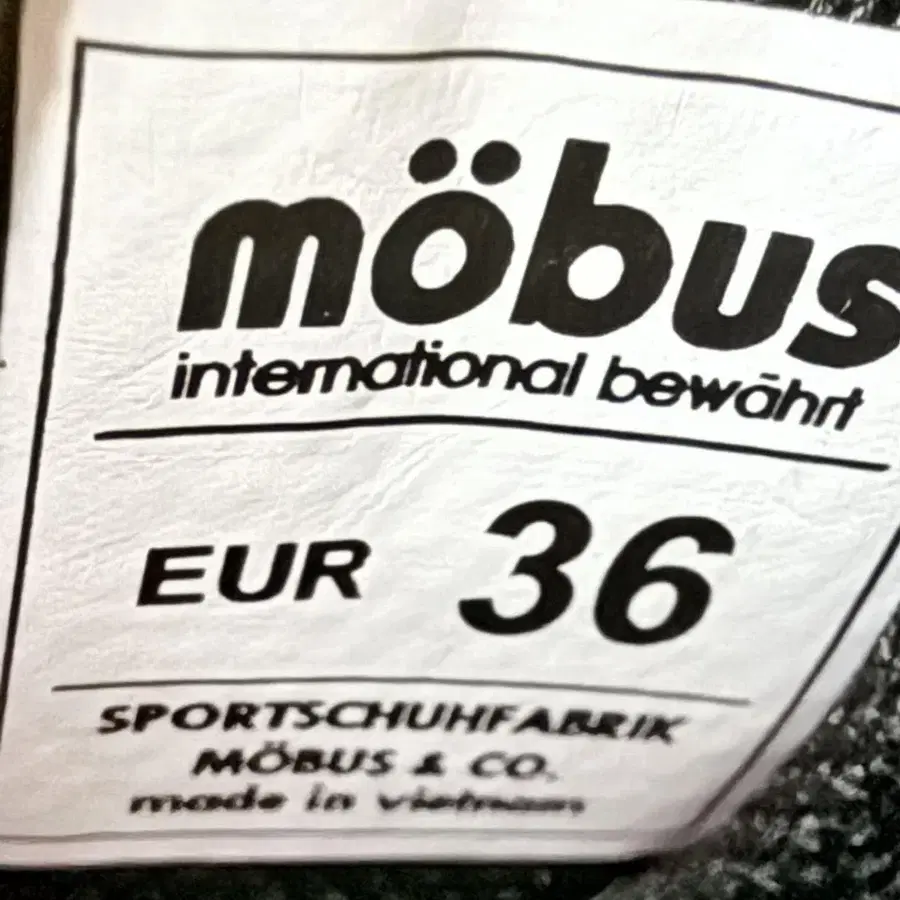 möbus
international bewährt
EUR 36
SPORTSCHUHFABRIK
MÖBUS & CO.
made in vietnam